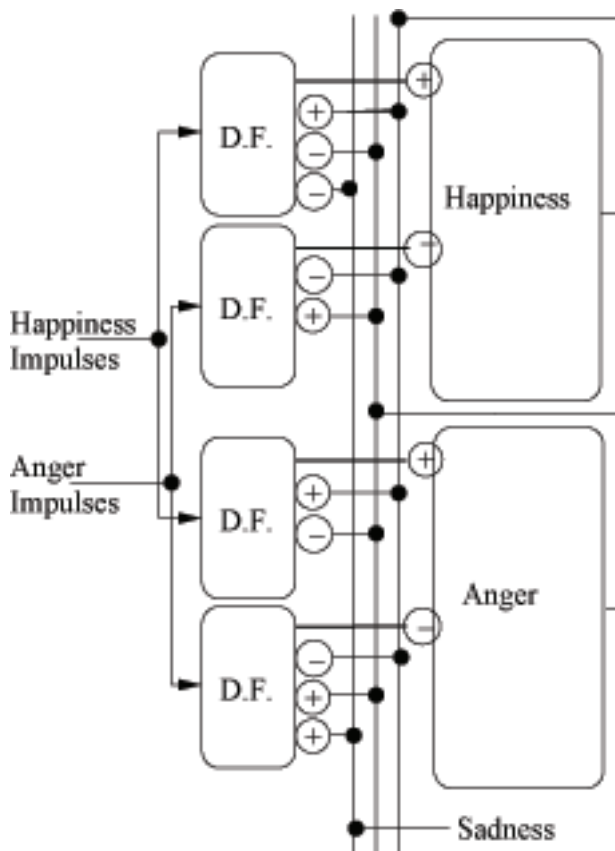 D.F.
+
+
−
−
Happiness
D.F.
−
−
+
Happiness
Impulses
Anger
Impulses
D.F.
+
+
−
Anger
D.F.
−
−
+
+
Sadness